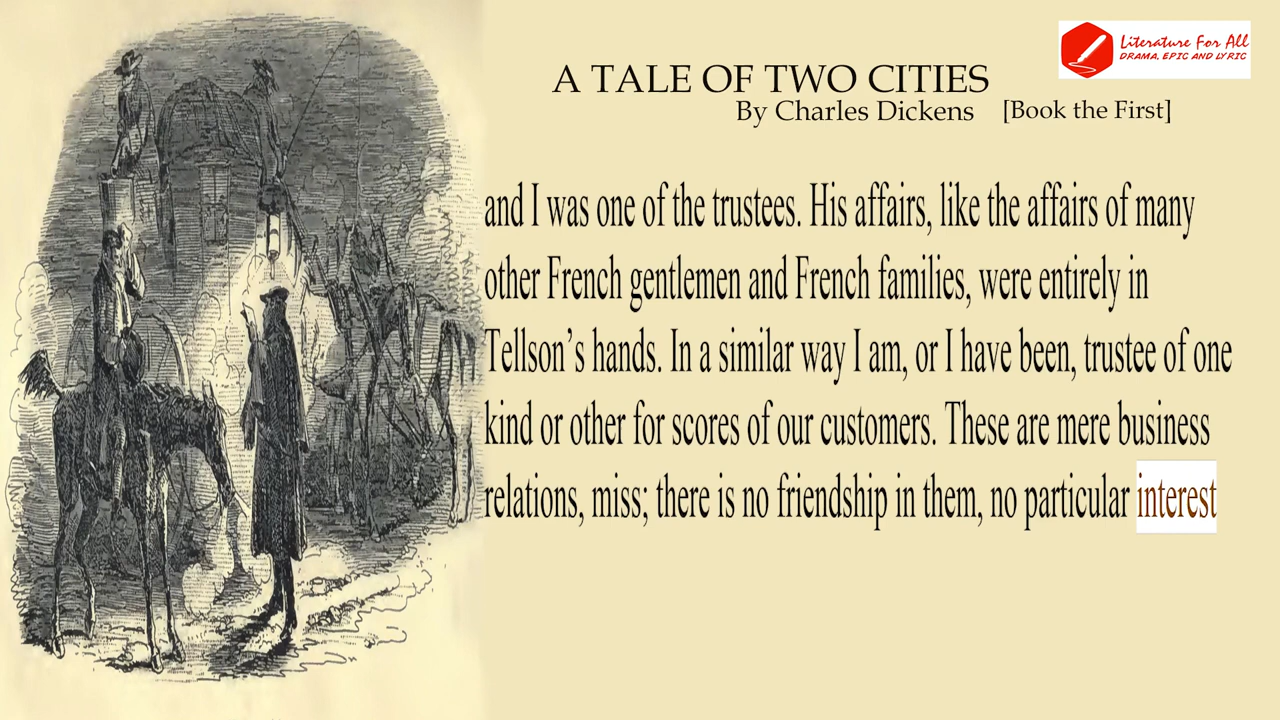 Literature For All
DRAMA, EPIC AND LYRIC
A TALE OF TWO CITIES
By Charles Dickens [Book the First]
and I was one of the trustees. His affairs, like the affairs of many
other French gentlemen and French families, were entirely in
Tellson’s hands. In a similar way I am, or I have been, trustee of one
kind or other for scores of our customers. These are mere business
relations, miss; there is no friendship in them, no particular interest